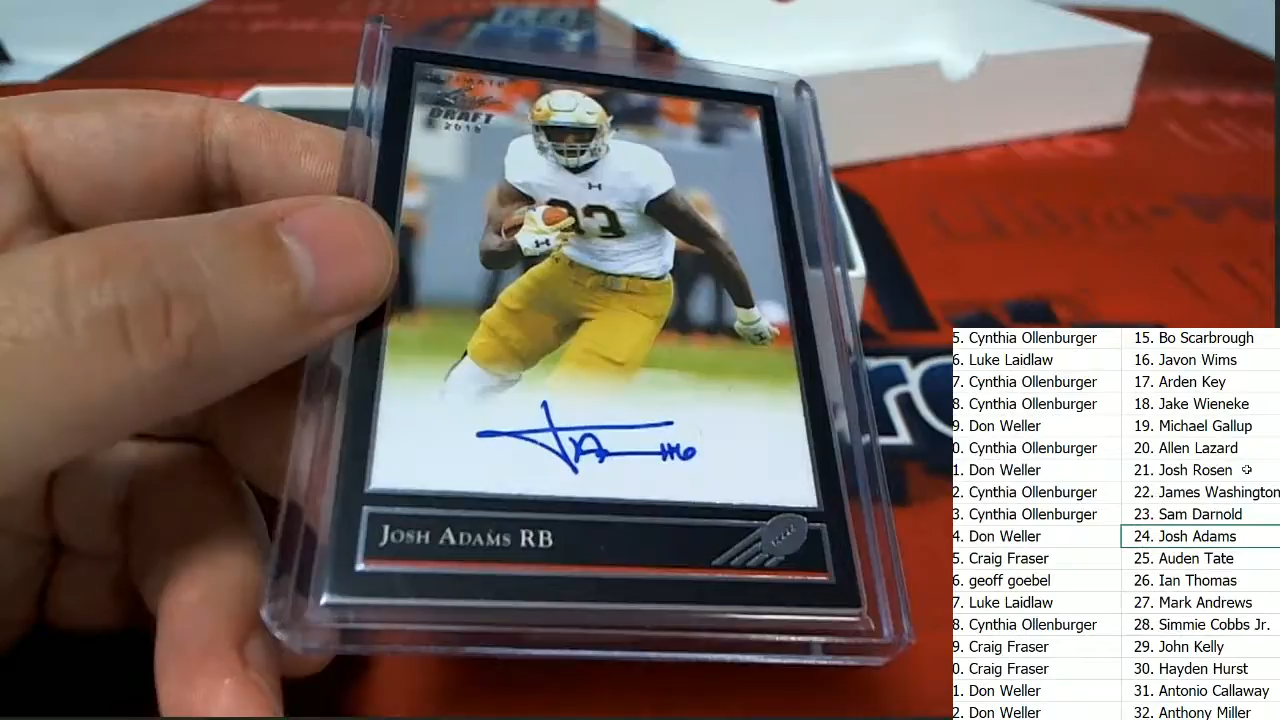 ULTIMATE
Leaf
DRAFT
2018
33
#6
JOSH ADAMS RB
5. Cynthia Ollenburger 15. Bo Scarbrough
6. Luke Laidlaw 16. Javon Wims
7. Cynthia Ollenburger 17. Arden Key
8. Cynthia Ollenburger 18. Jake Wieneke
9. Don Weller 19. Michael Gallup
0. Cynthia Ollenburger 20. Allen Lazard
1. Don Weller 21. Josh Rosen
2. Cynthia Ollenburger 22. James Washington
3. Cynthia Ollenburger 23. Sam Darnold
4. Don Weller 24. Josh Adams
5. Craig Fraser 25. Auden Tate
6. geoff goebel 26. Ian Thomas
7. Luke Laidlaw 27. Mark Andrews
8. Cynthia Ollenburger 28. Simmie Cobbs Jr.
9. Craig Fraser 29. John Kelly
0. Craig Fraser 30. Hayden Hurst
1. Don Weller 31. Antonio Callaway
2. Don Weller 32. Anthony Miller